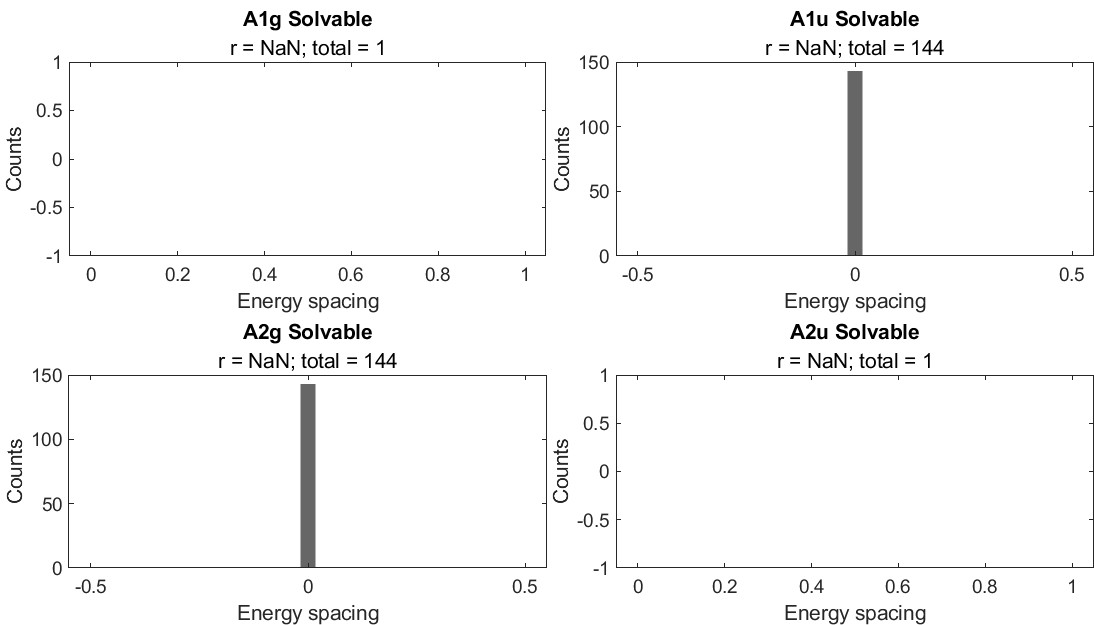 A1g Solvable
r = NaN; total = 1
1
0.5
0
-0.5
-1
Counts
0 0.2 0.4 0.6 0.8 1
Energy spacing
A1u Solvable
r = NaN; total = 144
150
100
50
0
Counts
-0.5 0 0.5
Energy spacing
A2g Solvable
r = NaN; total = 144
150
100
50
0
Counts
-0.5 0 0.5
Energy spacing
A2u Solvable
r = NaN; total = 1
1
0.5
0
-0.5
-1
Counts
0 0.2 0.4 0.6 0.8 1
Energy spacing